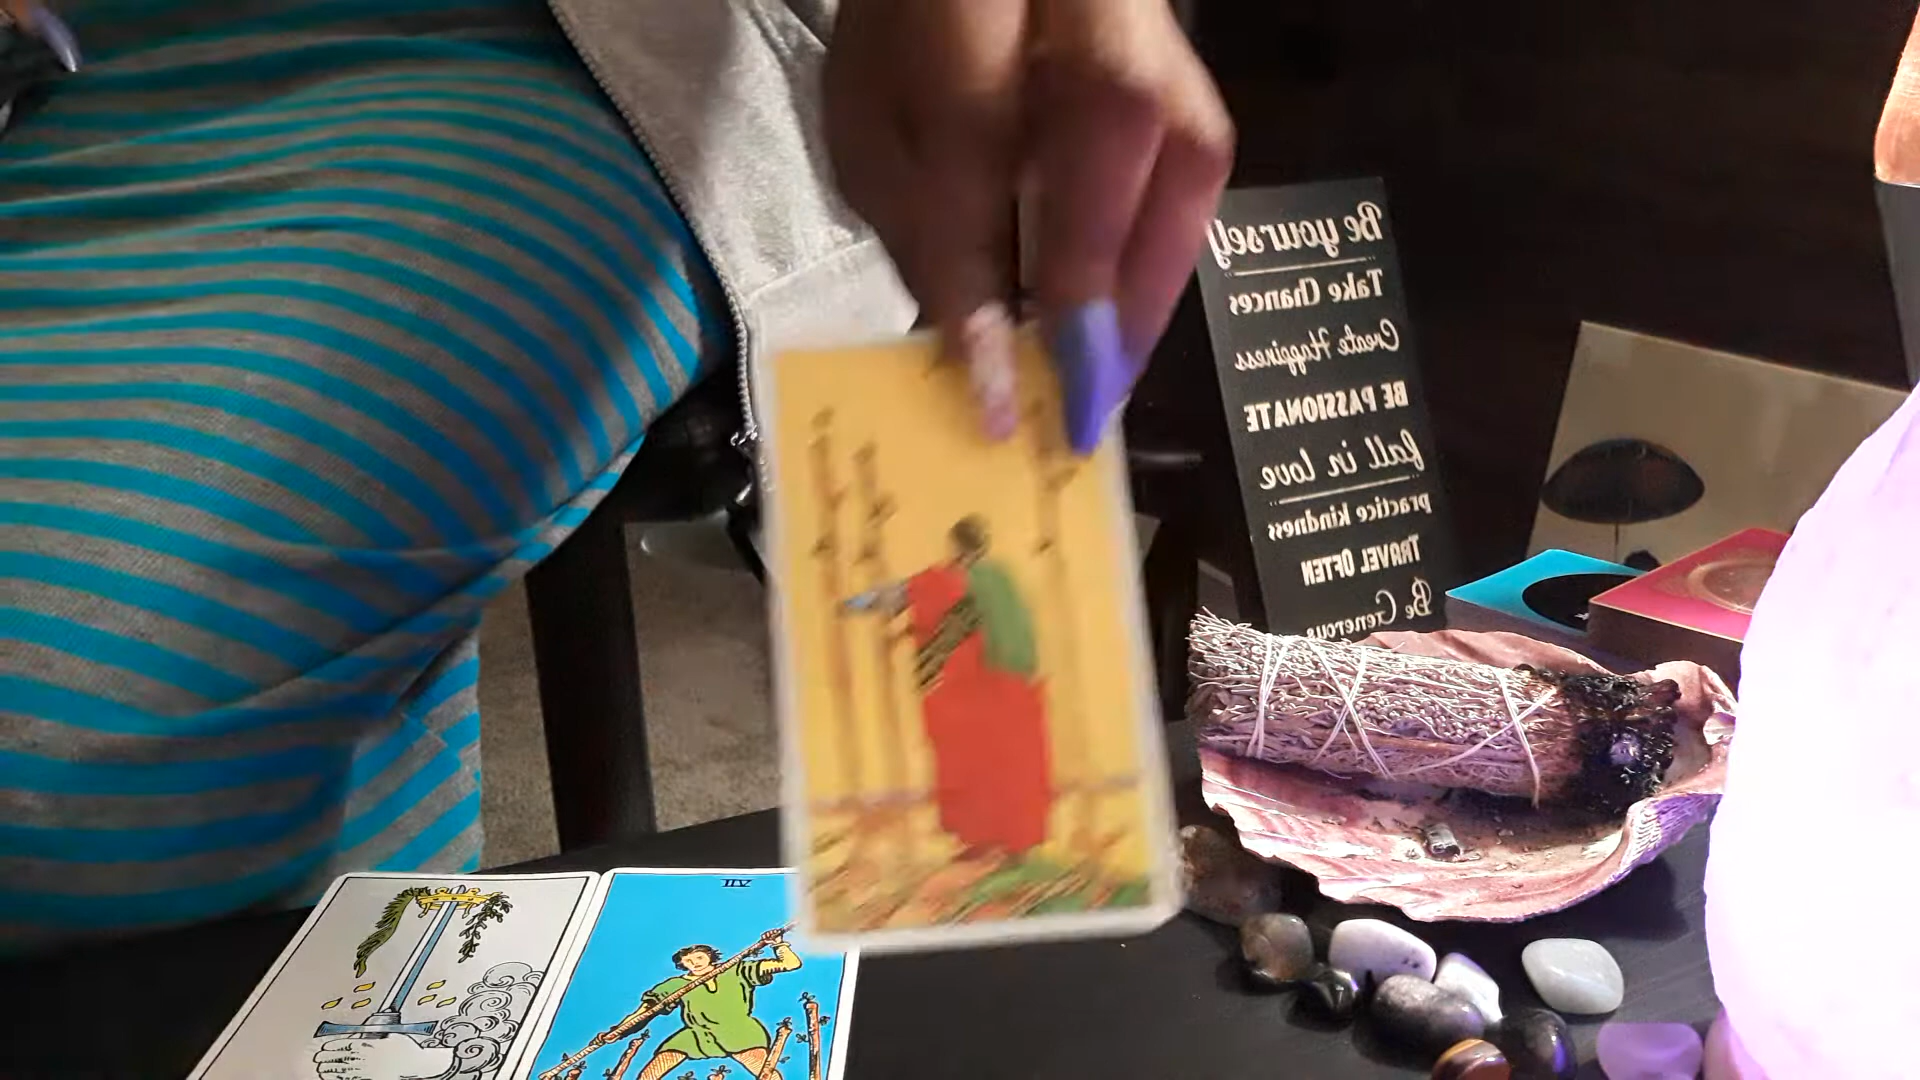 Be yourself
Take Chances
Create Happiness
BE PASSIONATE
fall in love
practice kindness
TRAVEL OFTEN
Be Generous
VII